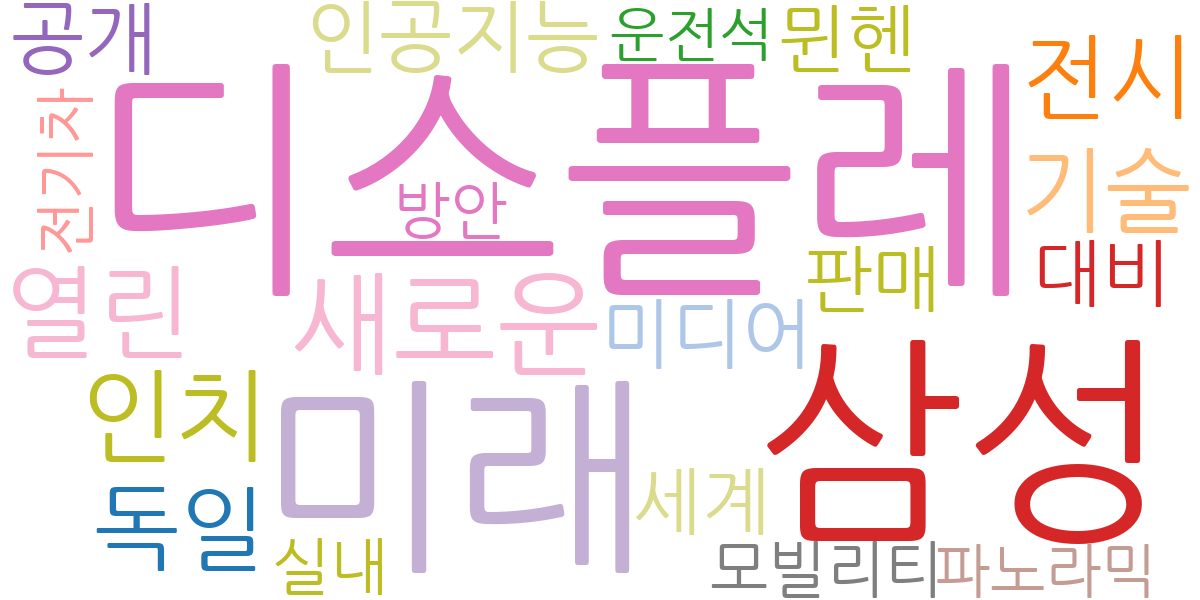 공개
인공지능
운전석
뮌헨
전시
디스플레
전기차
방안
기술
대비
판매
열린
새로운
미디어
인치
미래
삼성
독일
세계
실내
모빌리티
파노라믹